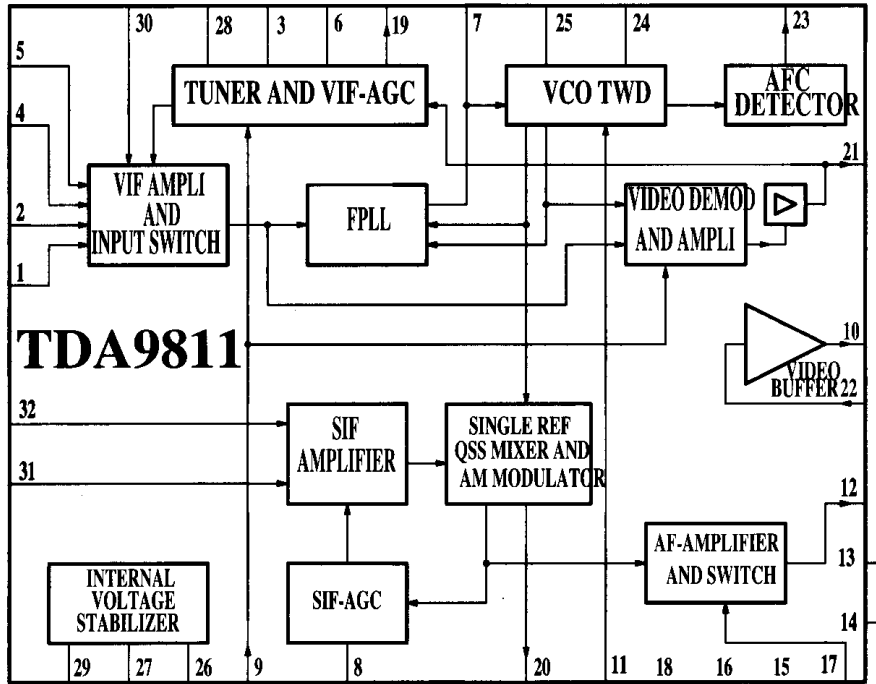 30 28 3 6 19 7 25 24 23
5
TUNER AND VIF-AGC
VCO TWD
AFC
DETECTOR
4
21
VIF AMPLI
AND
INPUT SWITCH
FPLL
VIDEO DEMOD
AND AMPLI
2
1
TDA9811
10
VIDEO
BUFFER 22
32
SIF
AMPLIFIER
SINGLE REF
QSS MIXER AND
AM MODULATOR
31
12
AF-AMPLIFIER
AND SWITCH
13
INTERNAL
VOLTAGE
STABILIZER
SIF-AGC
14
29 27 26 9 8 20 11 18 16 15 17